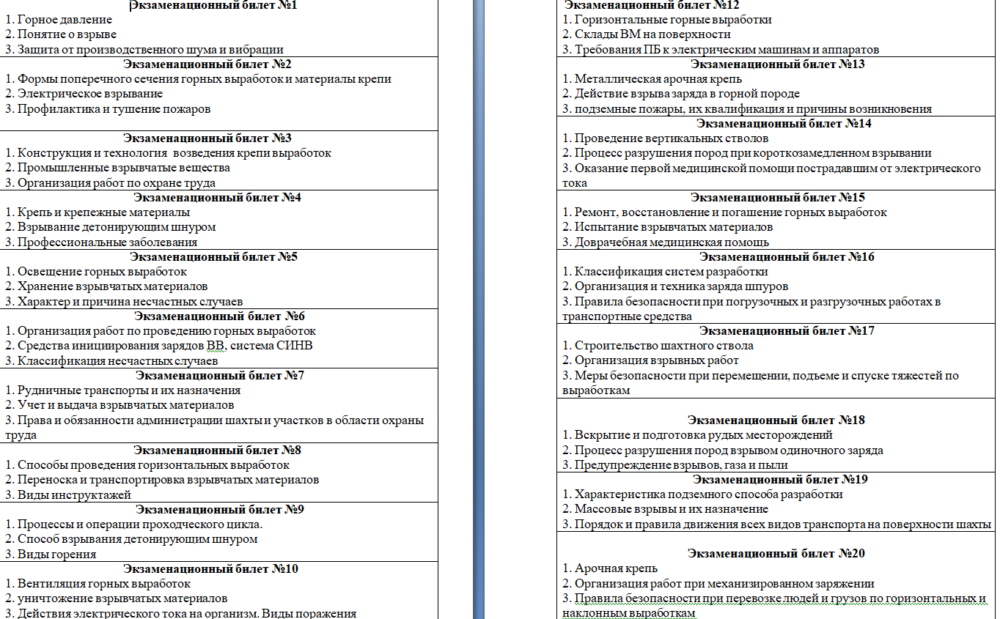 Экзаменационный билет №1
1. Горное давление
2. Понятие о взрыве
3. Защита от производственного шума и вибрации
Экзаменационный билет №2
1. Формы поперечного сечения горных выработок и материалы крепи
2. Электрическое взрывание
3. Профилактика и тушение пожаров
Экзаменационный билет №3
1. Конструкция и технология возведения крепи выработок
2. Промышленные взрывчатые вещества
3. Организация работ по охране труда
Экзаменационный билет №4
1. Крепь и крепежные материалы
2. Взрывание детонирующим шнуром
3. Профессиональные заболевания
Экзаменационный билет №5
1. Освещение горных выработок
2. Хранение взрывчатых материалов
3. Характер и причина несчастных случаев
Экзаменационный билет №6
1. Организация работ по проведению горных выработок
2. Средства инициирования зарядов ВВ, система СИНВ
3. Классификация несчастных случаев
Экзаменационный билет №7
1. Рудничные транспорты и их назначения
2. Учет и выдача взрывчатых материалов
3. Права и обязанности администрации шахты и участков в области охраны
труда
Экзаменационный билет №8
1. Способы проведения горизонтальных выработок
2. Переноска и транспортировка взрывчатых материалов
3. Виды инструктажей
Экзаменационный билет №9
1. Процессы и операции проходческого цикла.
2. Способ взрывания детонирующим шнуром
3. Виды горения
Экзаменационный билет №10
1. Вентиляция горных выработок
2. уничтожение взрывчатых материалов
3. Действия электрического тока на организм. Виды поражения
Экзаменационный билет №12
1. Горизонтальные горные выработки
2. Склады ВМ на поверхности
3. Требования ПБ к электрическим машинам и аппаратов
Экзаменационный билет №13
1. Металлическая арочная крепь
2. Действие взрыва заряда в горной породе
3. подземные пожары, их квалификация и причины возникновения
Экзаменационный билет №14
1. Проведение вертикальных стволов
2. Процесс разрушения пород при короткозамедленном взрывании
3. Оказание первой медицинской помощи пострадавшим от электрического
тока
Экзаменационный билет №15
1. Ремонт, восстановление и погашение горных выработок
2. Испытание взрывчатых материалов
3. Доврачебная медицинская помощь
Экзаменационный билет №16
1. Классификация систем разработки
2. Организация и техника заряда шпуров
3. Правила безопасности при погрузочных и разгрузочных работах в
транспортные средства
Экзаменационный билет №17
1. Строительство шахтного ствола
2. Организация взрывных работ
3. Меры безопасности при перемещении, подъеме и спуске тяжестей по
выработкам
Экзаменационный билет №18
1. Вскрытие и подготовка рудых месторождений
2. Процесс разрушения пород взрывом одиночного заряда
3. Предупреждение взрывов, газа и пыли
Экзаменационный билет №19
1. Характеристика подземного способа разработки
2. Массовые взрывы и их назначение
3. Порядок и правила движения всех видов транспорта на поверхности шахты
Экзаменационный билет №20
1. Арочная крепь
2. Организация работ при механизированном заряжении
3. Правила безопасности при перевозке людей и грузов по горизонтальных и
наклонным выработкам